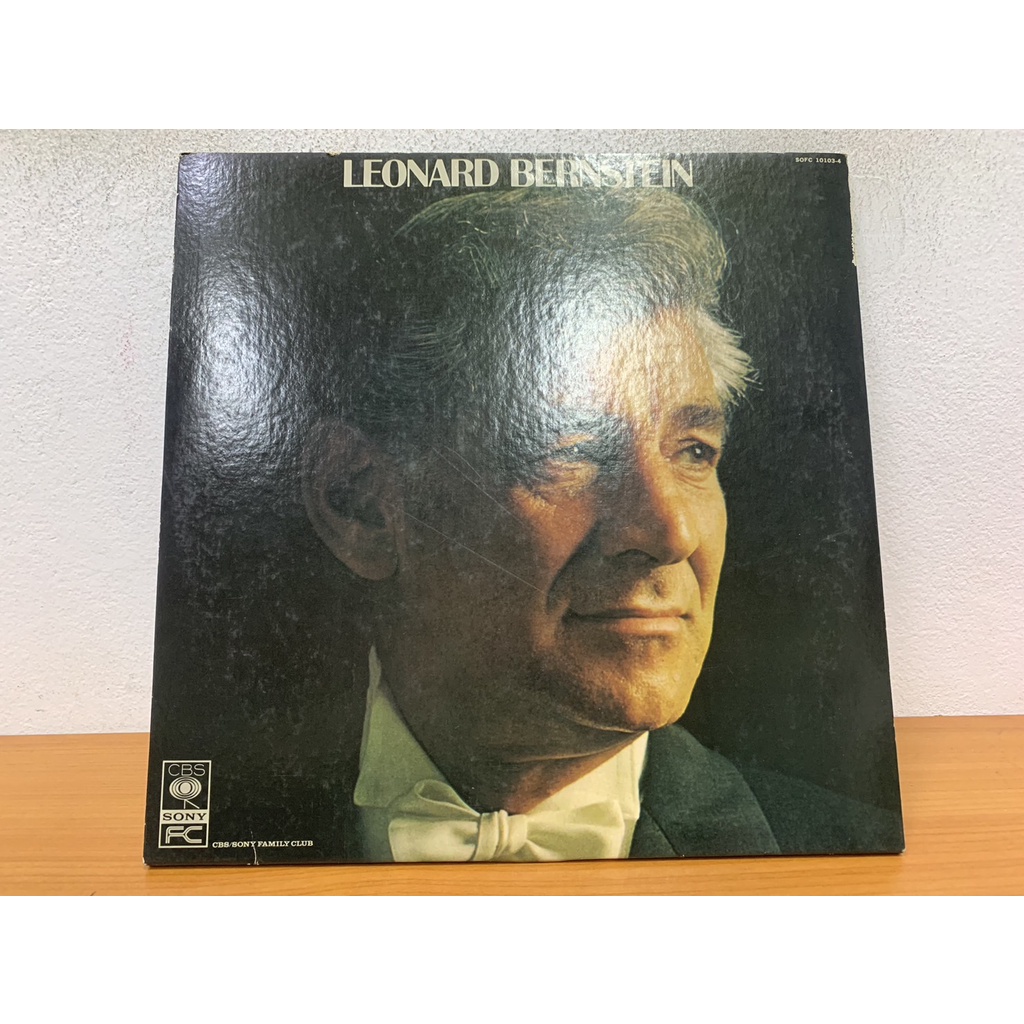 LEONARD BERNSTEIN
SOFC 10103-4
CBS
SONY
FC
CBS/SONY FAMILY CLUB